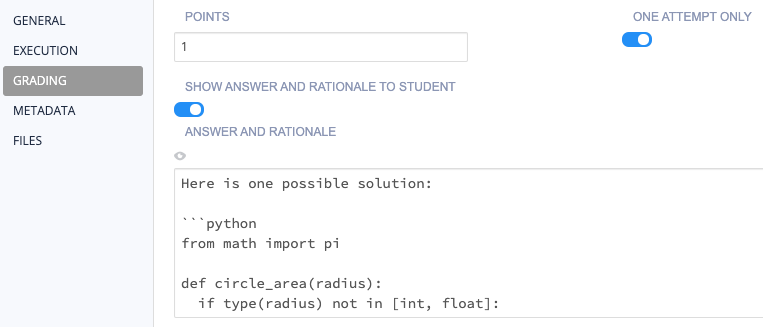 GENERAL
EXECUTION
GRADING
METADATA
FILES
POINTS
ONE ATTEMPT ONLY
1
SHOW ANSWER AND RATIONALE TO STUDENT
ANSWER AND RATIONALE
Here is one possible solution:
```python
from math import pi
def circle_area(radius):
  if type(radius) not in [int, float]: